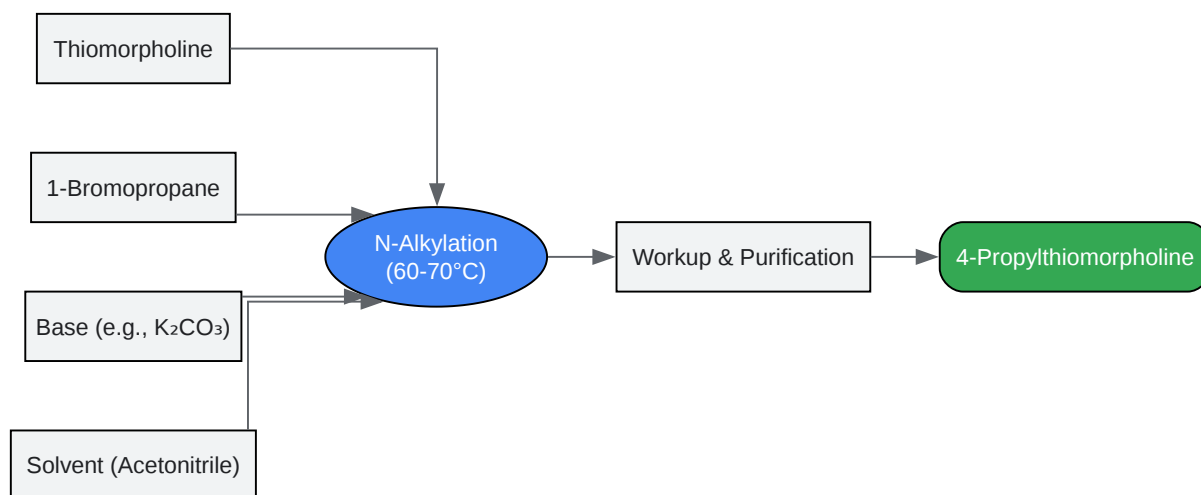 Thiomorpholine
1-Bromopropane
N-Alkylation
(60-70°C)
Workup & Purification
4-Propylthiomorpholine
Base (e.g., K₂CO₃)
Solvent (Acetonitrile)